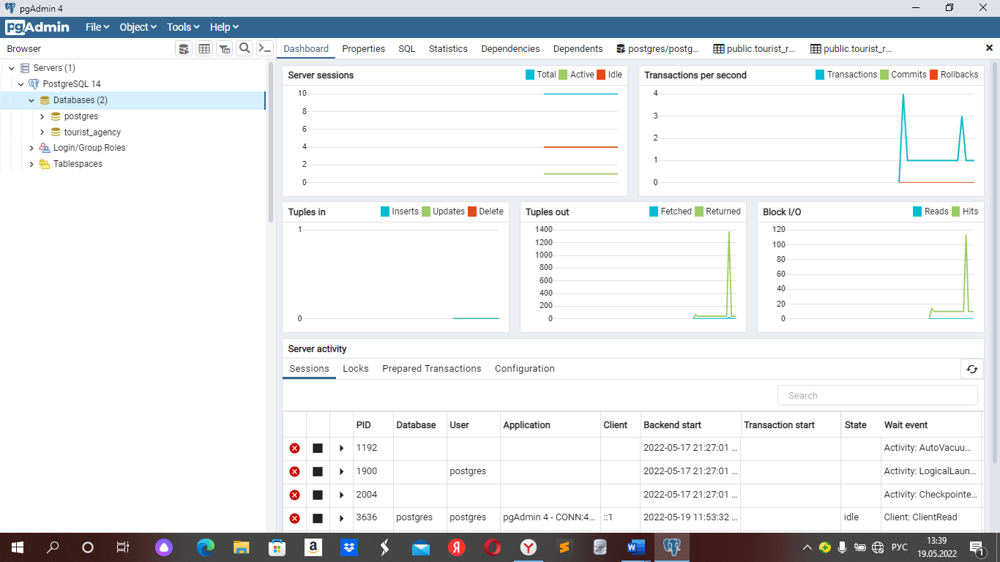 pgAdmin 4
pgAdmin File Object Tools Help
Browser
Dashboard Properties SQL Statistics Dependencies Dependents postgres/postg... public.tourist_r... public.tourist_r...
Servers (1)
PostgreSQL 14
Databases (2)
postgres
tourist_agency
Login/Group Roles
Tablespaces
Server sessions Total Active Idle
10
8
6
4
2
0
Transactions per second Transactions Commits Rollbacks
4
3
2
1
0
Tuples in Inserts Updates Delete
1
0
Tuples out Fetched Returned
1400
1200
1000
800
600
400
200
0
Block I/O Reads Hits
120
100
80
60
40
20
0
Server activity
Sessions Locks Prepared Transactions Configuration
Search
PID Database User Application Client Backend start Transaction start State Wait event
1192 2022-05-17 21:27:01 ... Activity: AutoVacuu...
1900 postgres 2022-05-17 21:27:01 ... Activity: LogicalLaun...
2004 2022-05-17 21:27:01 ... Activity: Checkpointe...
3636 postgres postgres pgAdmin 4 - CONN:4... ::1 2022-05-19 11:53:32 ... idle Client: ClientRead
РУС
13:39
19.05.2022
1